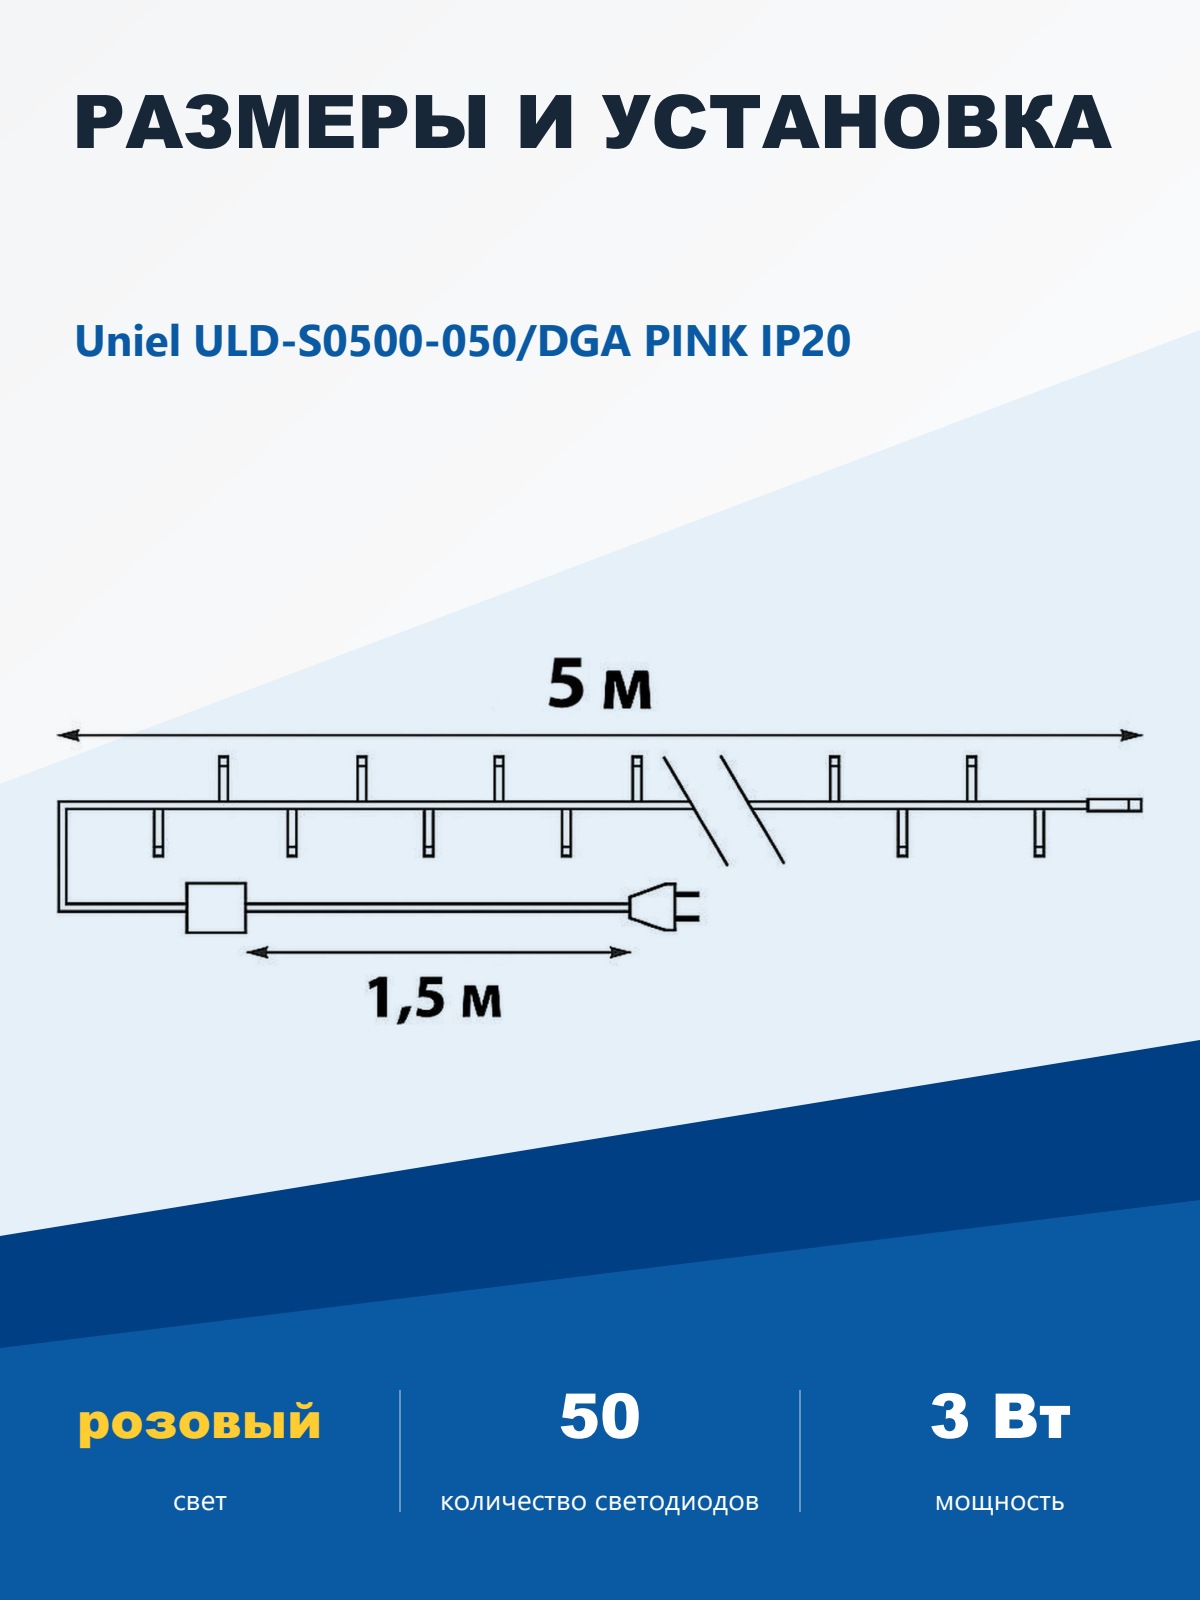 РАЗМЕРЫ И УСТАНОВКА
Uniel ULD-S0500-050/DGA PINK IP20
5 м
1,5 м
розовый
свет
50
количество светодиодов
3 Вт
мощность